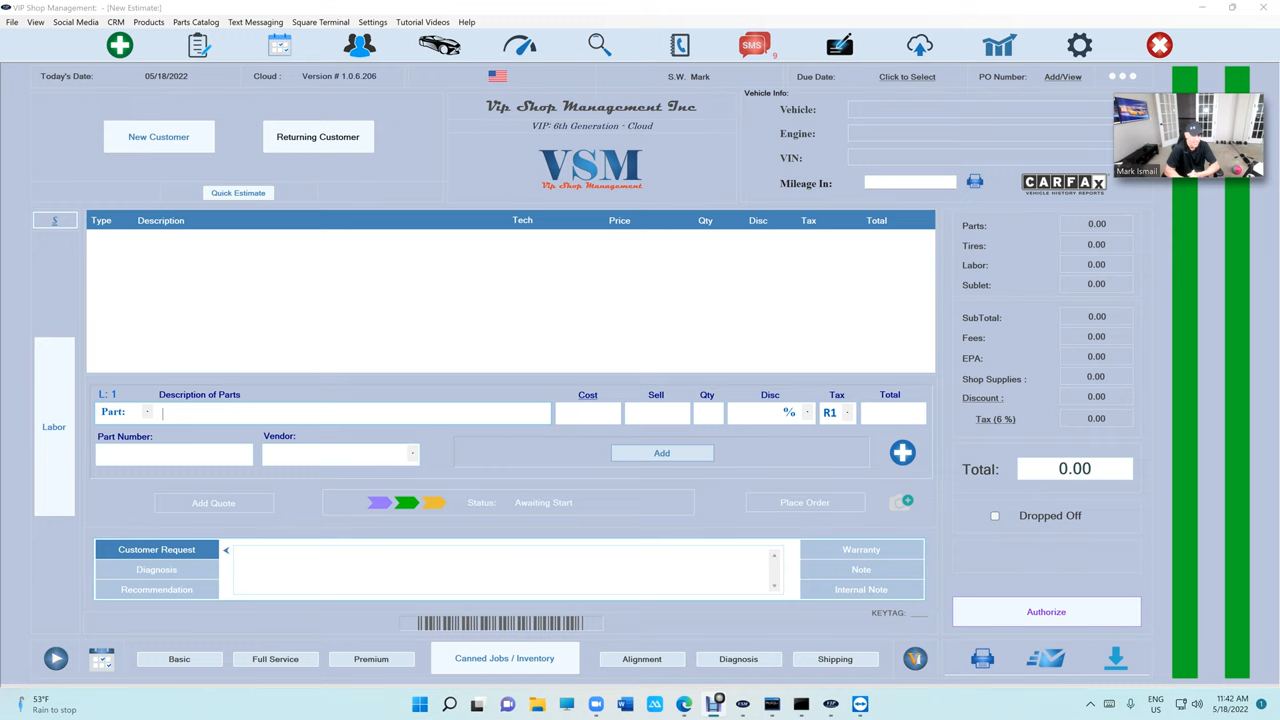 VIP Shop Management: - [New Estimate:]
File View Social Media CRM Products Parts Catalog Text Messaging Square Terminal Settings Tutorial Videos Help
SMS 9
Today's Date: 05/18/2022 Cloud : Version # 1.0.6.206 S.W. Mark Due Date: Click to Select PO Number: Add/View
Vehicle Info:
Vip Shop Management Inc
VIP: 6th Generation - Cloud
VSM
Vip Shop Management
New Customer Returning Customer
Quick Estimate
Vehicle:
Engine:
VIN:
Mileage In:
CARFAX
VEHICLE HISTORY REPORTS
Mark Ismail
S Type Description Tech Price Qty Disc Tax Total
Labor
L: 1 Description of Parts Cost Sell Qty Disc Tax Total
Part: % R1
Part Number: Vendor:
Add
Add Quote Status: Awaiting Start Place Order
Customer Request
Diagnosis
Recommendation
Warranty
Note
Internal Note
KEYTAG: ____
Basic Full Service Premium Canned Jobs / Inventory Alignment Diagnosis Shipping
Parts: 0.00
Tires: 0.00
Labor: 0.00
Sublet: 0.00
SubTotal: 0.00
Fees: 0.00
EPA: 0.00
Shop Supplies : 0.00
Discount : 0.00
Tax (6 %) 0.00
Total: 0.00
Dropped Off
Authorize
53°F
Rain to stop
ENG
US
11:42 AM
5/18/2022